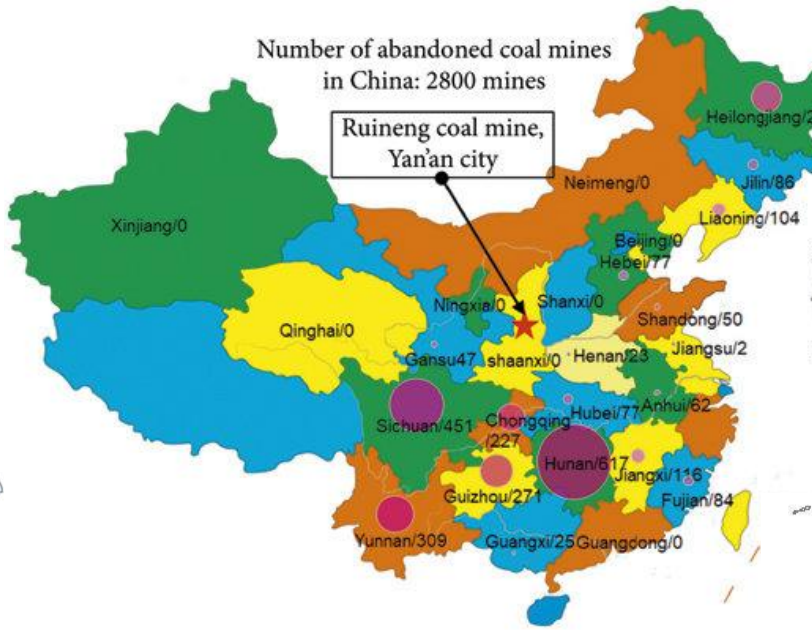 Number of abandoned coal mines
in China: 2800 mines
Ruineng coal mine,
Yan'an city
Heilongjiang/2
Neimeng/0
Jilin/86
Liaoning/104
Xinjiang/0
Beijing/0
Hebei/77
Ningxia/0
Shanxi/0
Shandong/50
Qinghai/0
Gansu47
shaanxi/0
Henan/23
Jiangsu/2
Sichuan/451
Chongqing
/227
Hubei/77
Anhui/62
Hunan/617
Jiangxi/116
Guizhou/271
Fujian/84
Yunnan/309
Guangxi/25
Guangdong/0